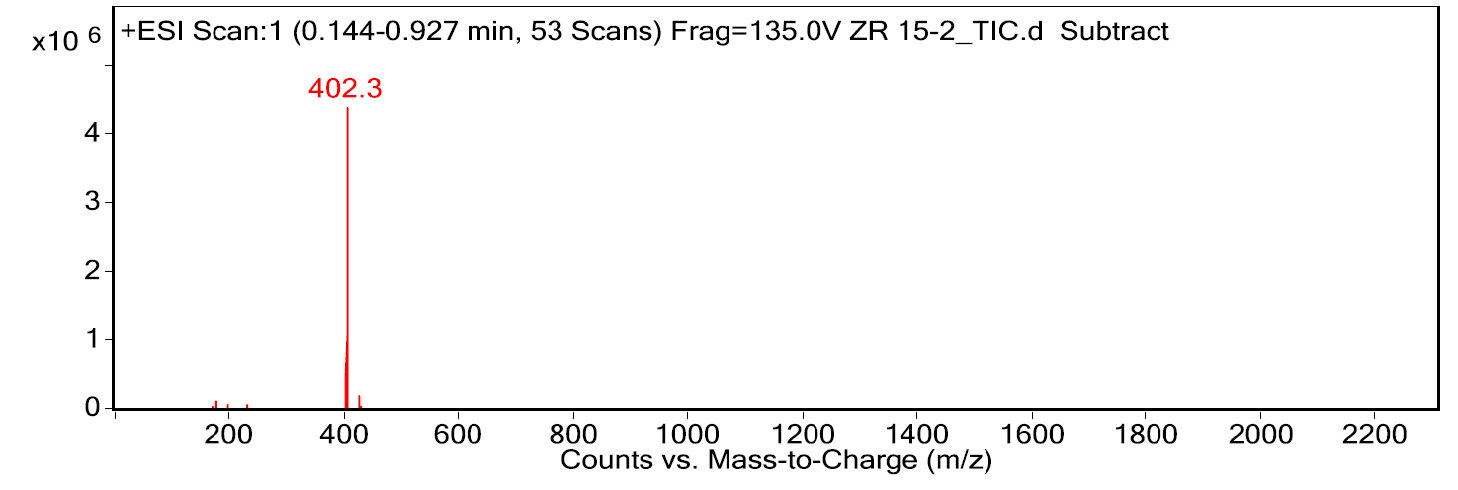 x10 6
+ESI Scan:1 (0.144-0.927 min, 53 Scans) Frag=135.0V ZR 15-2_TIC.d  Subtract
402.3
4
3
2
1
0
200 400 600 800 1000 1200 1400 1600 1800 2000 2200
Counts vs. Mass-to-Charge (m/z)